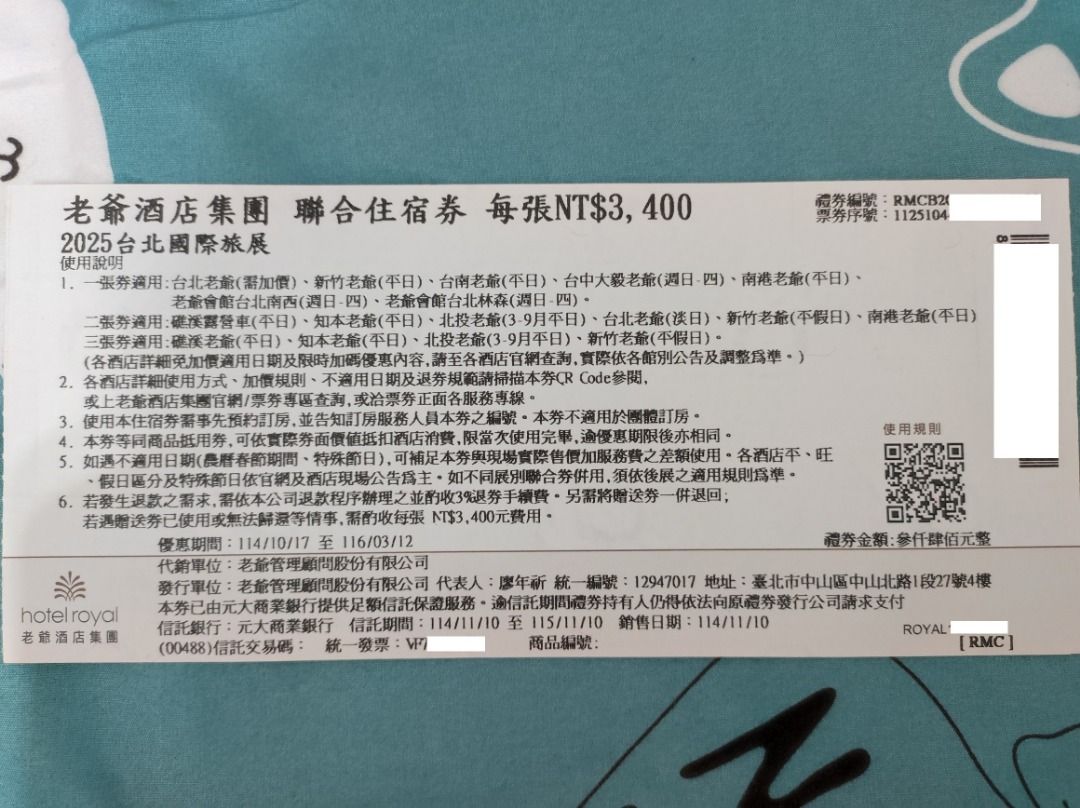 老爺酒店集團 聯合住宿券 每張NT$3,400
禮券編號：RMCB2
票券序號：1125104
2025台北國際旅展
使用說明
1. 一張券適用:台北老爺(需加價)、新竹老爺(平日)、台南老爺(平日)、台中大毅老爺(週日-四)、南港老爺(平日)、
老爺會館台北南西(週日-四)、老爺會館台北林森(週日-四)。
二張券適用:礁溪露營車(平日)、知本老爺(平日)、北投老爺(3-9月平日)、台北老爺(淡日)、新竹老爺(平假日)、南港老爺(平日)
三張券適用:礁溪老爺(平日)、知本老爺(平日)、北投老爺(3-9月平日)、新竹老爺(平假日)。
(各酒店詳細免加價適用日期及限時加碼優惠內容,請至各酒店官網查詢,實際依各館別公告及調整為準。)
2. 各酒店詳細使用方式、加價規則、不適用日期及退券規範請掃描本券QR Code參閱,
或上老爺酒店集團官網/票券專區查詢,或洽票券正面各服務專線。
3. 使用本住宿券需事先預約訂房,並告知訂房服務人員本券之編號。本券不適用於團體訂房。
4. 本券等同商品抵用券,可依實際券面價值抵扣酒店消費,限當次使用完畢,逾優惠期限後亦相同。
5. 如遇不適用日期(農曆春節期間、特殊節日),可補足本券與現場實際售價加服務費之差額使用。各酒店平、旺
、假日區分及特殊節日依官網及酒店現場公告為主。如不同展別聯合券併用,須依後展之適用規則為準。
6. 若發生退款之需求,需依本公司退款程序辦理之並酌收3%退券手續費。另需將贈送券一併退回;
若遇贈送券已使用或無法歸還等情事,需酌收每張 NT$3,400元費用。
使用規則
優惠期間：114/10/17 至 116/03/12
禮券金額:參仟肆佰元整
代銷單位：老爺管理顧問股份有限公司
發行單位：老爺管理顧問股份有限公司 代表人：廖年祈 統一編號：12947017 地址：臺北市中山區中山北路1段27號4樓
本券已由元大商業銀行提供足額信託保證服務。逾信託期間禮券持有人仍得依法向原禮券發行公司請求支付
信託銀行：元大商業銀行 信託期間：114/11/10 至 115/11/10 銷售日期：114/11/10
(00488)信託交易碼： 統一發票：VF7 商品編號:
hotel royal
老爺酒店集團
ROYAL
[ RMC ]
8